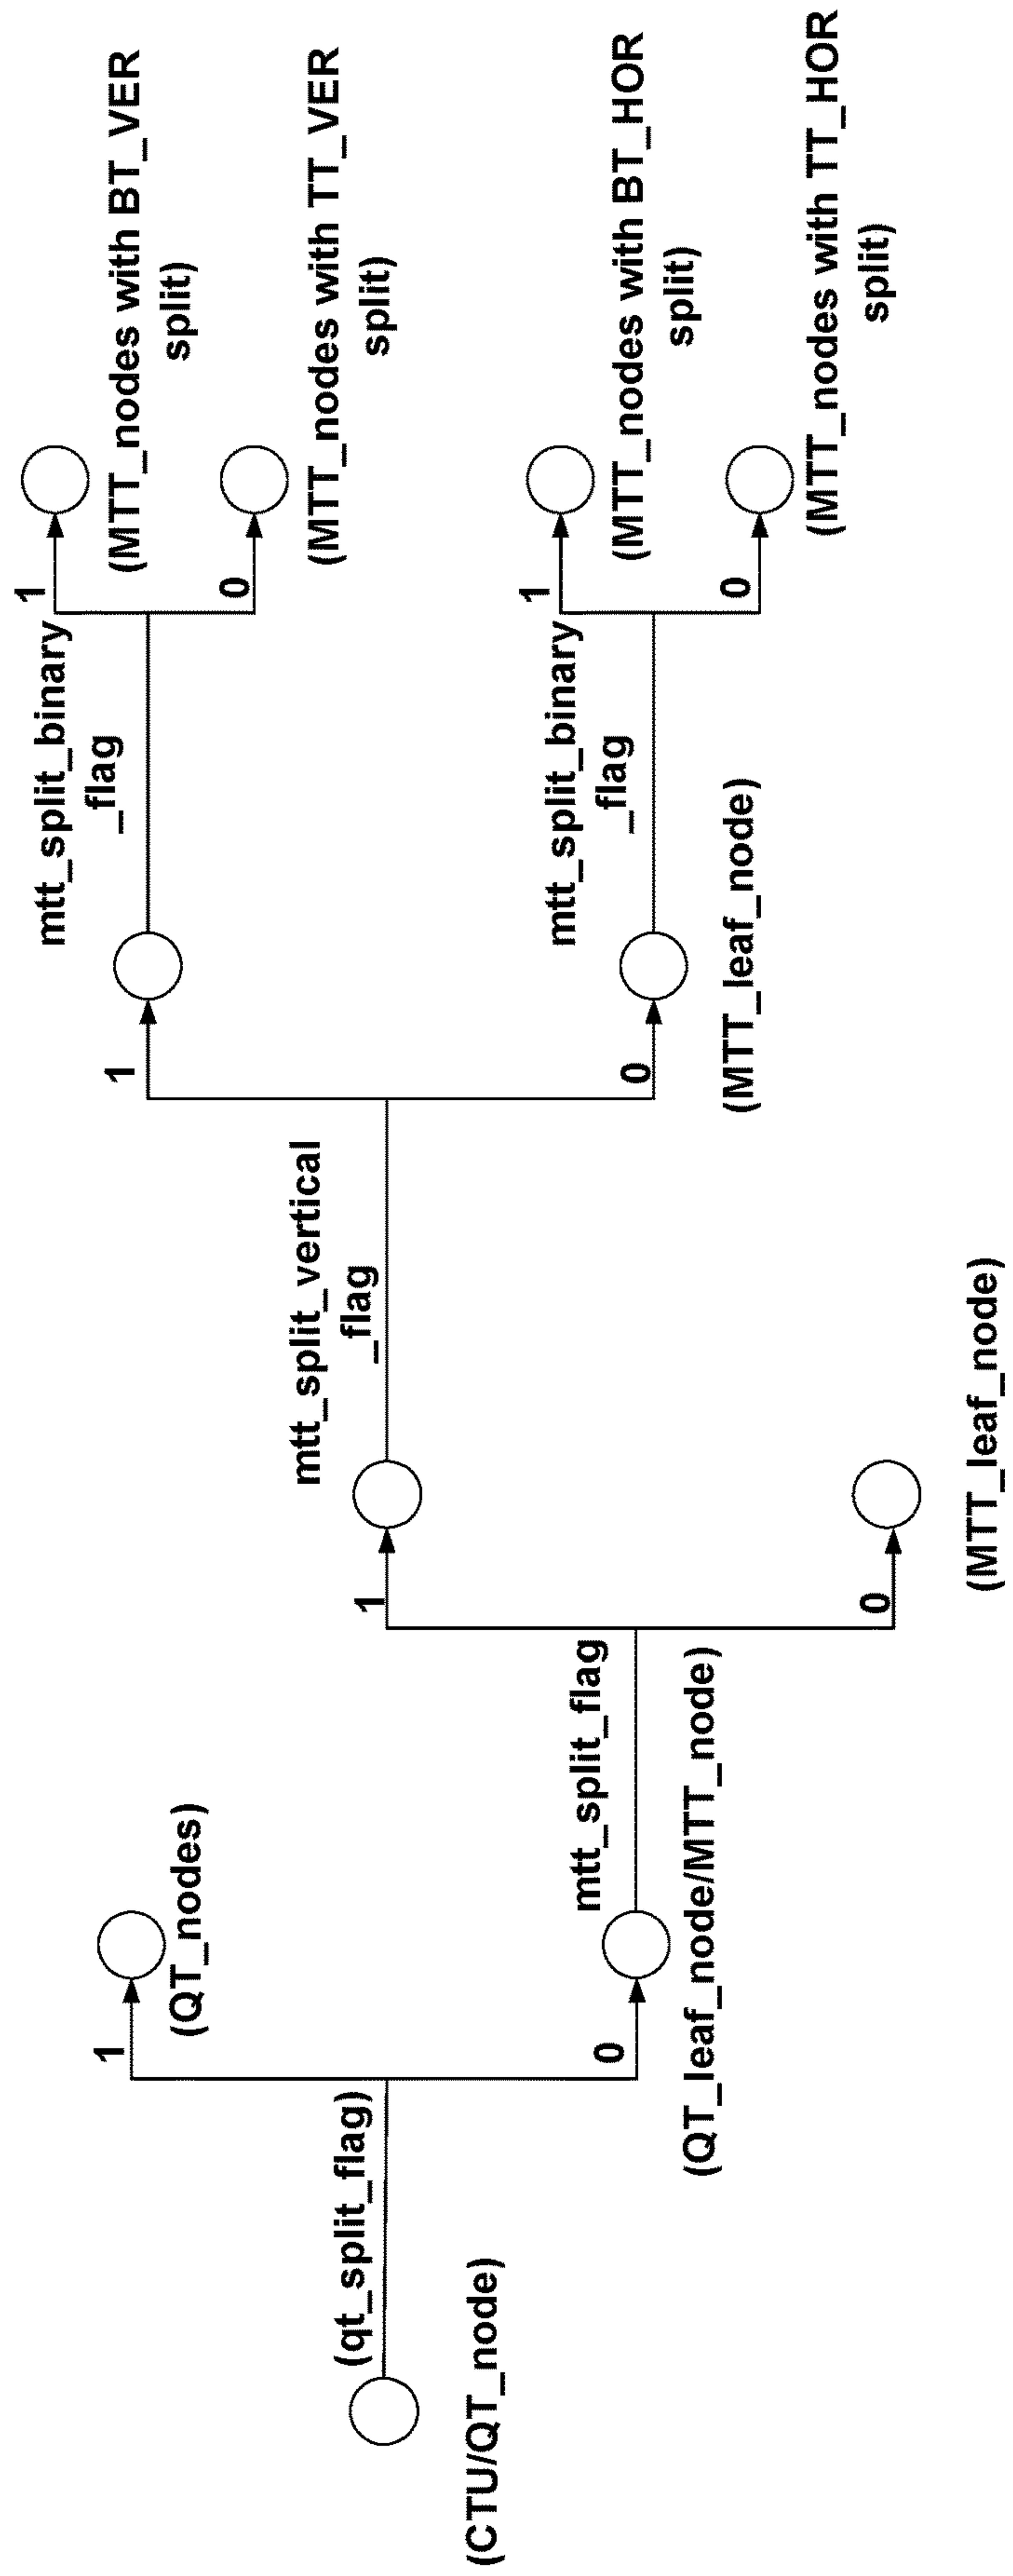 (CTU/QT_node)
(qt_split_flag)
1
(QT_nodes)
0
(QT_leaf_node/MTT_node)
mtt_split_flag
1
0
(MTT_leaf_node)
mtt_split_vertical
_flag
1
0
(MTT_leaf_node)
mtt_split_binary
_flag
1
(MTT_nodes with BT_VER
split)
0
(MTT_nodes with TT_VER
split)
mtt_split_binary
_flag
1
(MTT_nodes with BT_HOR
split)
0
(MTT_nodes with TT_HOR
split)